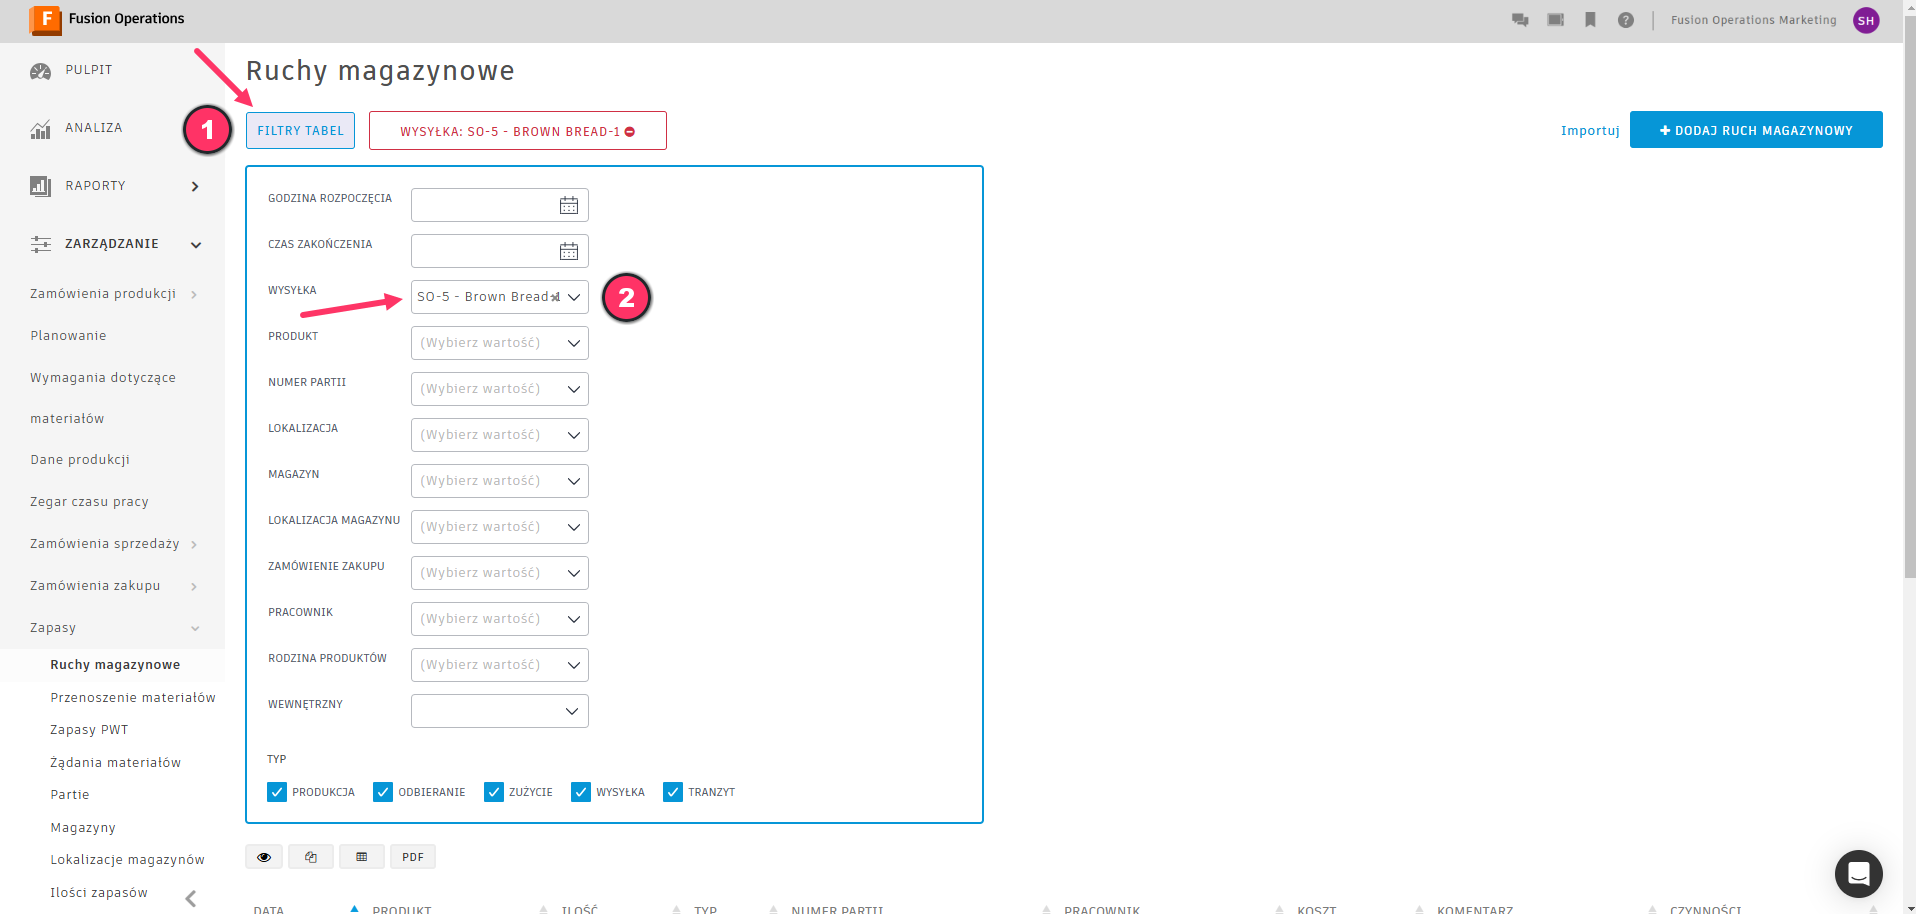 F Fusion Operations
? Fusion Operations Marketing SH
PULPIT
ANALIZA
RAPORTY
ZARZĄDZANIE
Zamówienia produkcji
Planowanie
Wymagania dotyczące
materiałów
Dane produkcji
Zegar czasu pracy
Zamówienia sprzedaży
Zamówienia zakupu
Zapasy
Ruchy magazynowe
Przenoszenie materiałów
Zapasy PWT
Żądania materiałów
Partie
Magazyny
Lokalizacje magazynów
Ilości zapasów
Ruchy magazynowe
1
FILTRY TABEL
WYSYŁKA: SO-5 - BROWN BREAD-1
Importuj
+ DODAJ RUCH MAGAZYNOWY
GODZINA ROZPOCZĘCIA
CZAS ZAKOŃCZENIA
WYSYŁKA SO-5 - Brown Bread-1
2
PRODUKT (Wybierz wartość)
NUMER PARTII (Wybierz wartość)
LOKALIZACJA (Wybierz wartość)
MAGAZYN (Wybierz wartość)
LOKALIZACJA MAGAZYNU (Wybierz wartość)
ZAMÓWIENIE ZAKUPU (Wybierz wartość)
PRACOWNIK (Wybierz wartość)
RODZINA PRODUKTÓW (Wybierz wartość)
WEWNĘTRZNY
TYP
PRODUKCJA ODBIERANIE ZUŻYCIE WYSYŁKA TRANZYT
PDF
DATA PRODUKT ILOŚĆ TYP NUMER PARTII PRACOWNIK KOSZT KOMENTARZ CZYNNOŚCI